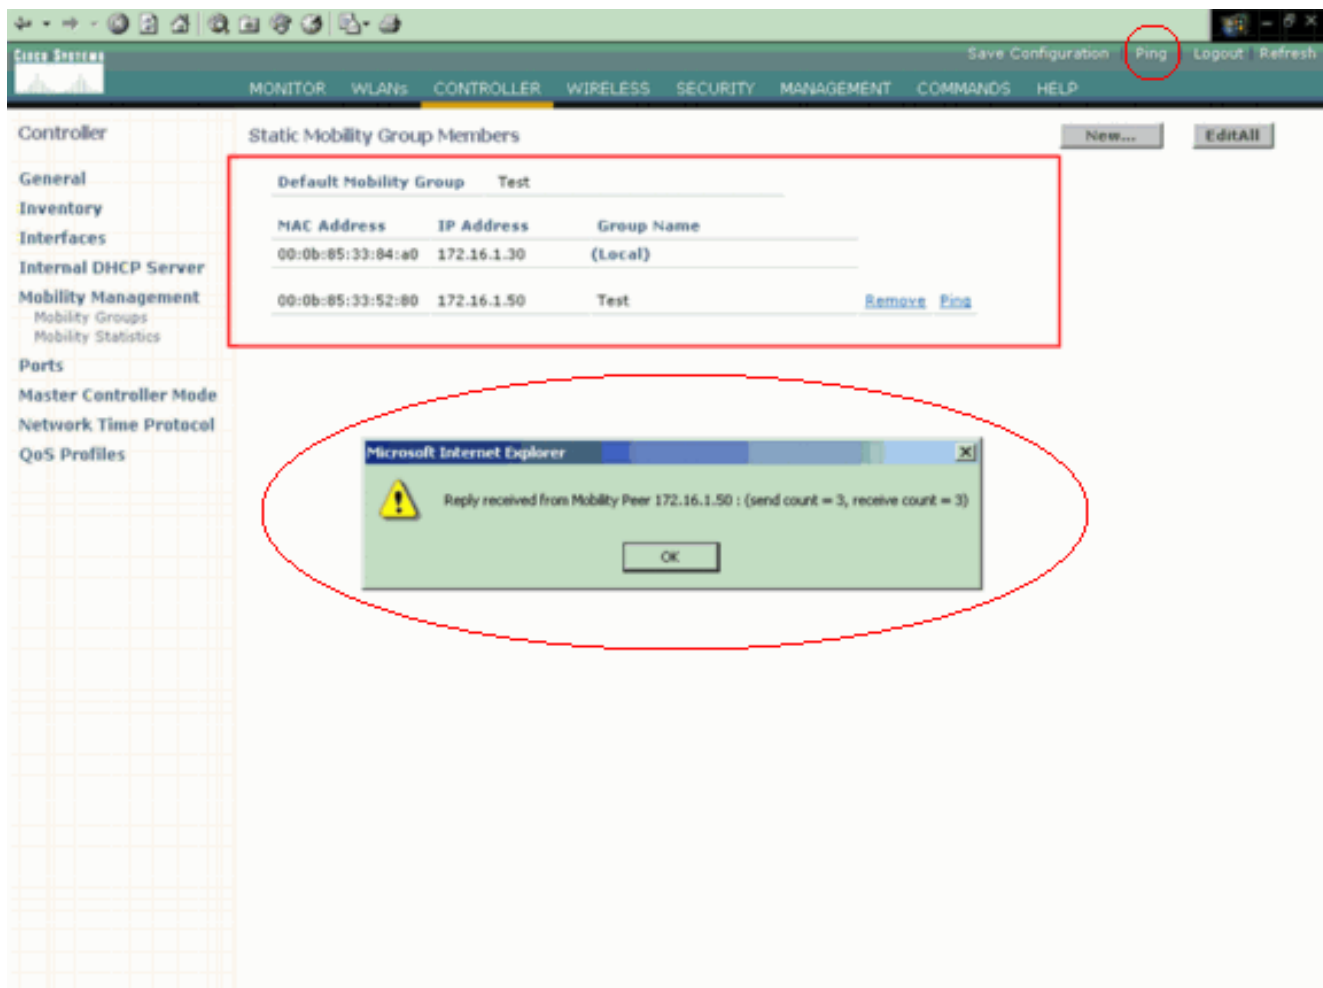 Save Configuration | Ping | Logout | Refresh
CISCO SYSTEMS
MONITOR WLANs CONTROLLER WIRELESS SECURITY MANAGEMENT COMMANDS HELP
Controller
General
Inventory
Interfaces
Internal DHCP Server
Mobility Management
Mobility Groups
Mobility Statistics
Ports
Master Controller Mode
Network Time Protocol
QoS Profiles
Static Mobility Group Members
New...
EditAll
Default Mobility Group Test
MAC Address IP Address Group Name
00:0b:85:33:84:a0 172.16.1.30 (Local)
00:0b:85:33:52:80 172.16.1.50 Test Remove Ping
Microsoft Internet Explorer
Reply received from Mobility Peer 172.16.1.50 : (send count = 3, receive count = 3)
OK